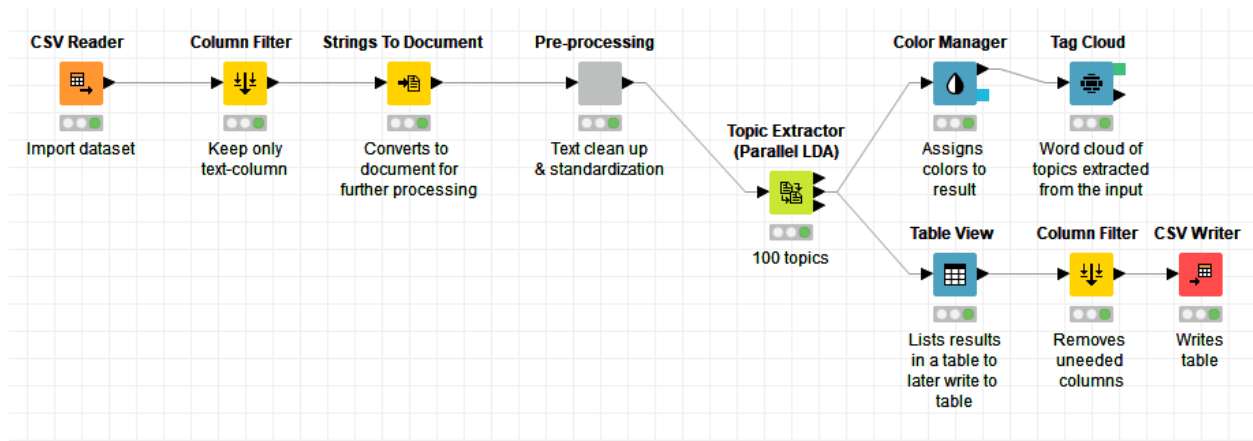 CSV Reader
Import dataset
Column Filter
Keep only
text-column
Strings To Document
Converts to
document for
further processing
Pre-processing
Text clean up
& standardization
Topic Extractor
(Parallel LDA)
100 topics
Color Manager
Assigns
colors to
result
Tag Cloud
Word cloud of
topics extracted
from the input
Table View
Lists results
in a table to
later write to
table
Column Filter
Removes
uneeded
columns
CSV Writer
Writes
table